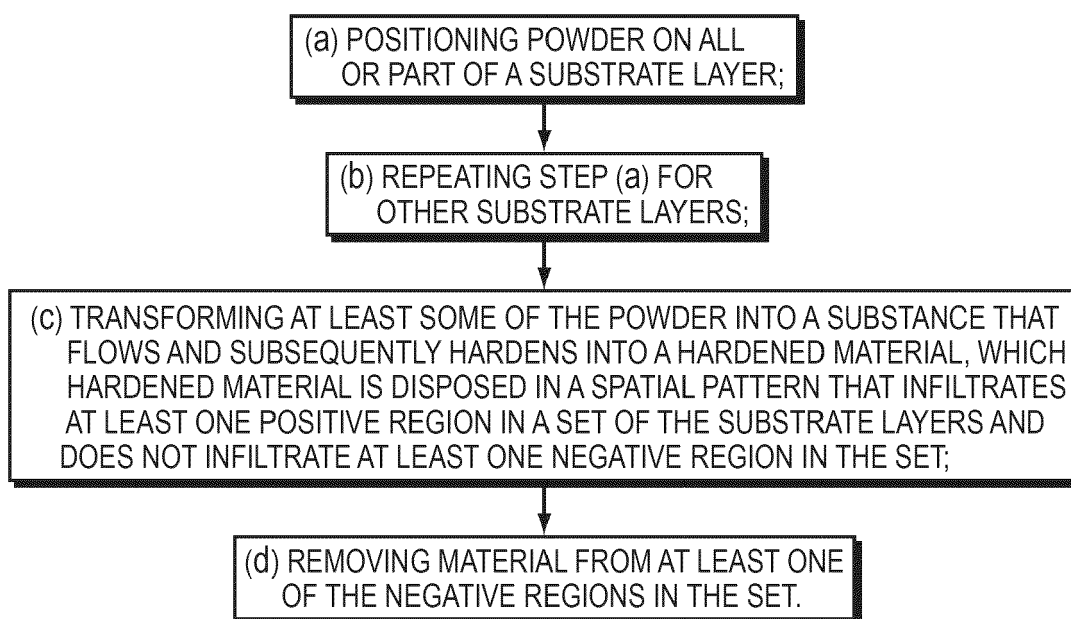 (a) POSITIONING POWDER ON ALL
OR PART OF A SUBSTRATE LAYER;
(b) REPEATING STEP (a) FOR
OTHER SUBSTRATE LAYERS;
(c) TRANSFORMING AT LEAST SOME OF THE POWDER INTO A SUBSTANCE THAT
FLOWS AND SUBSEQUENTLY HARDENS INTO A HARDENED MATERIAL, WHICH
HARDENED MATERIAL IS DISPOSED IN A SPATIAL PATTERN THAT INFILTRATES
AT LEAST ONE POSITIVE REGION IN A SET OF THE SUBSTRATE LAYERS AND
DOES NOT INFILTRATE AT LEAST ONE NEGATIVE REGION IN THE SET;
(d) REMOVING MATERIAL FROM AT LEAST ONE
OF THE NEGATIVE REGIONS IN THE SET.